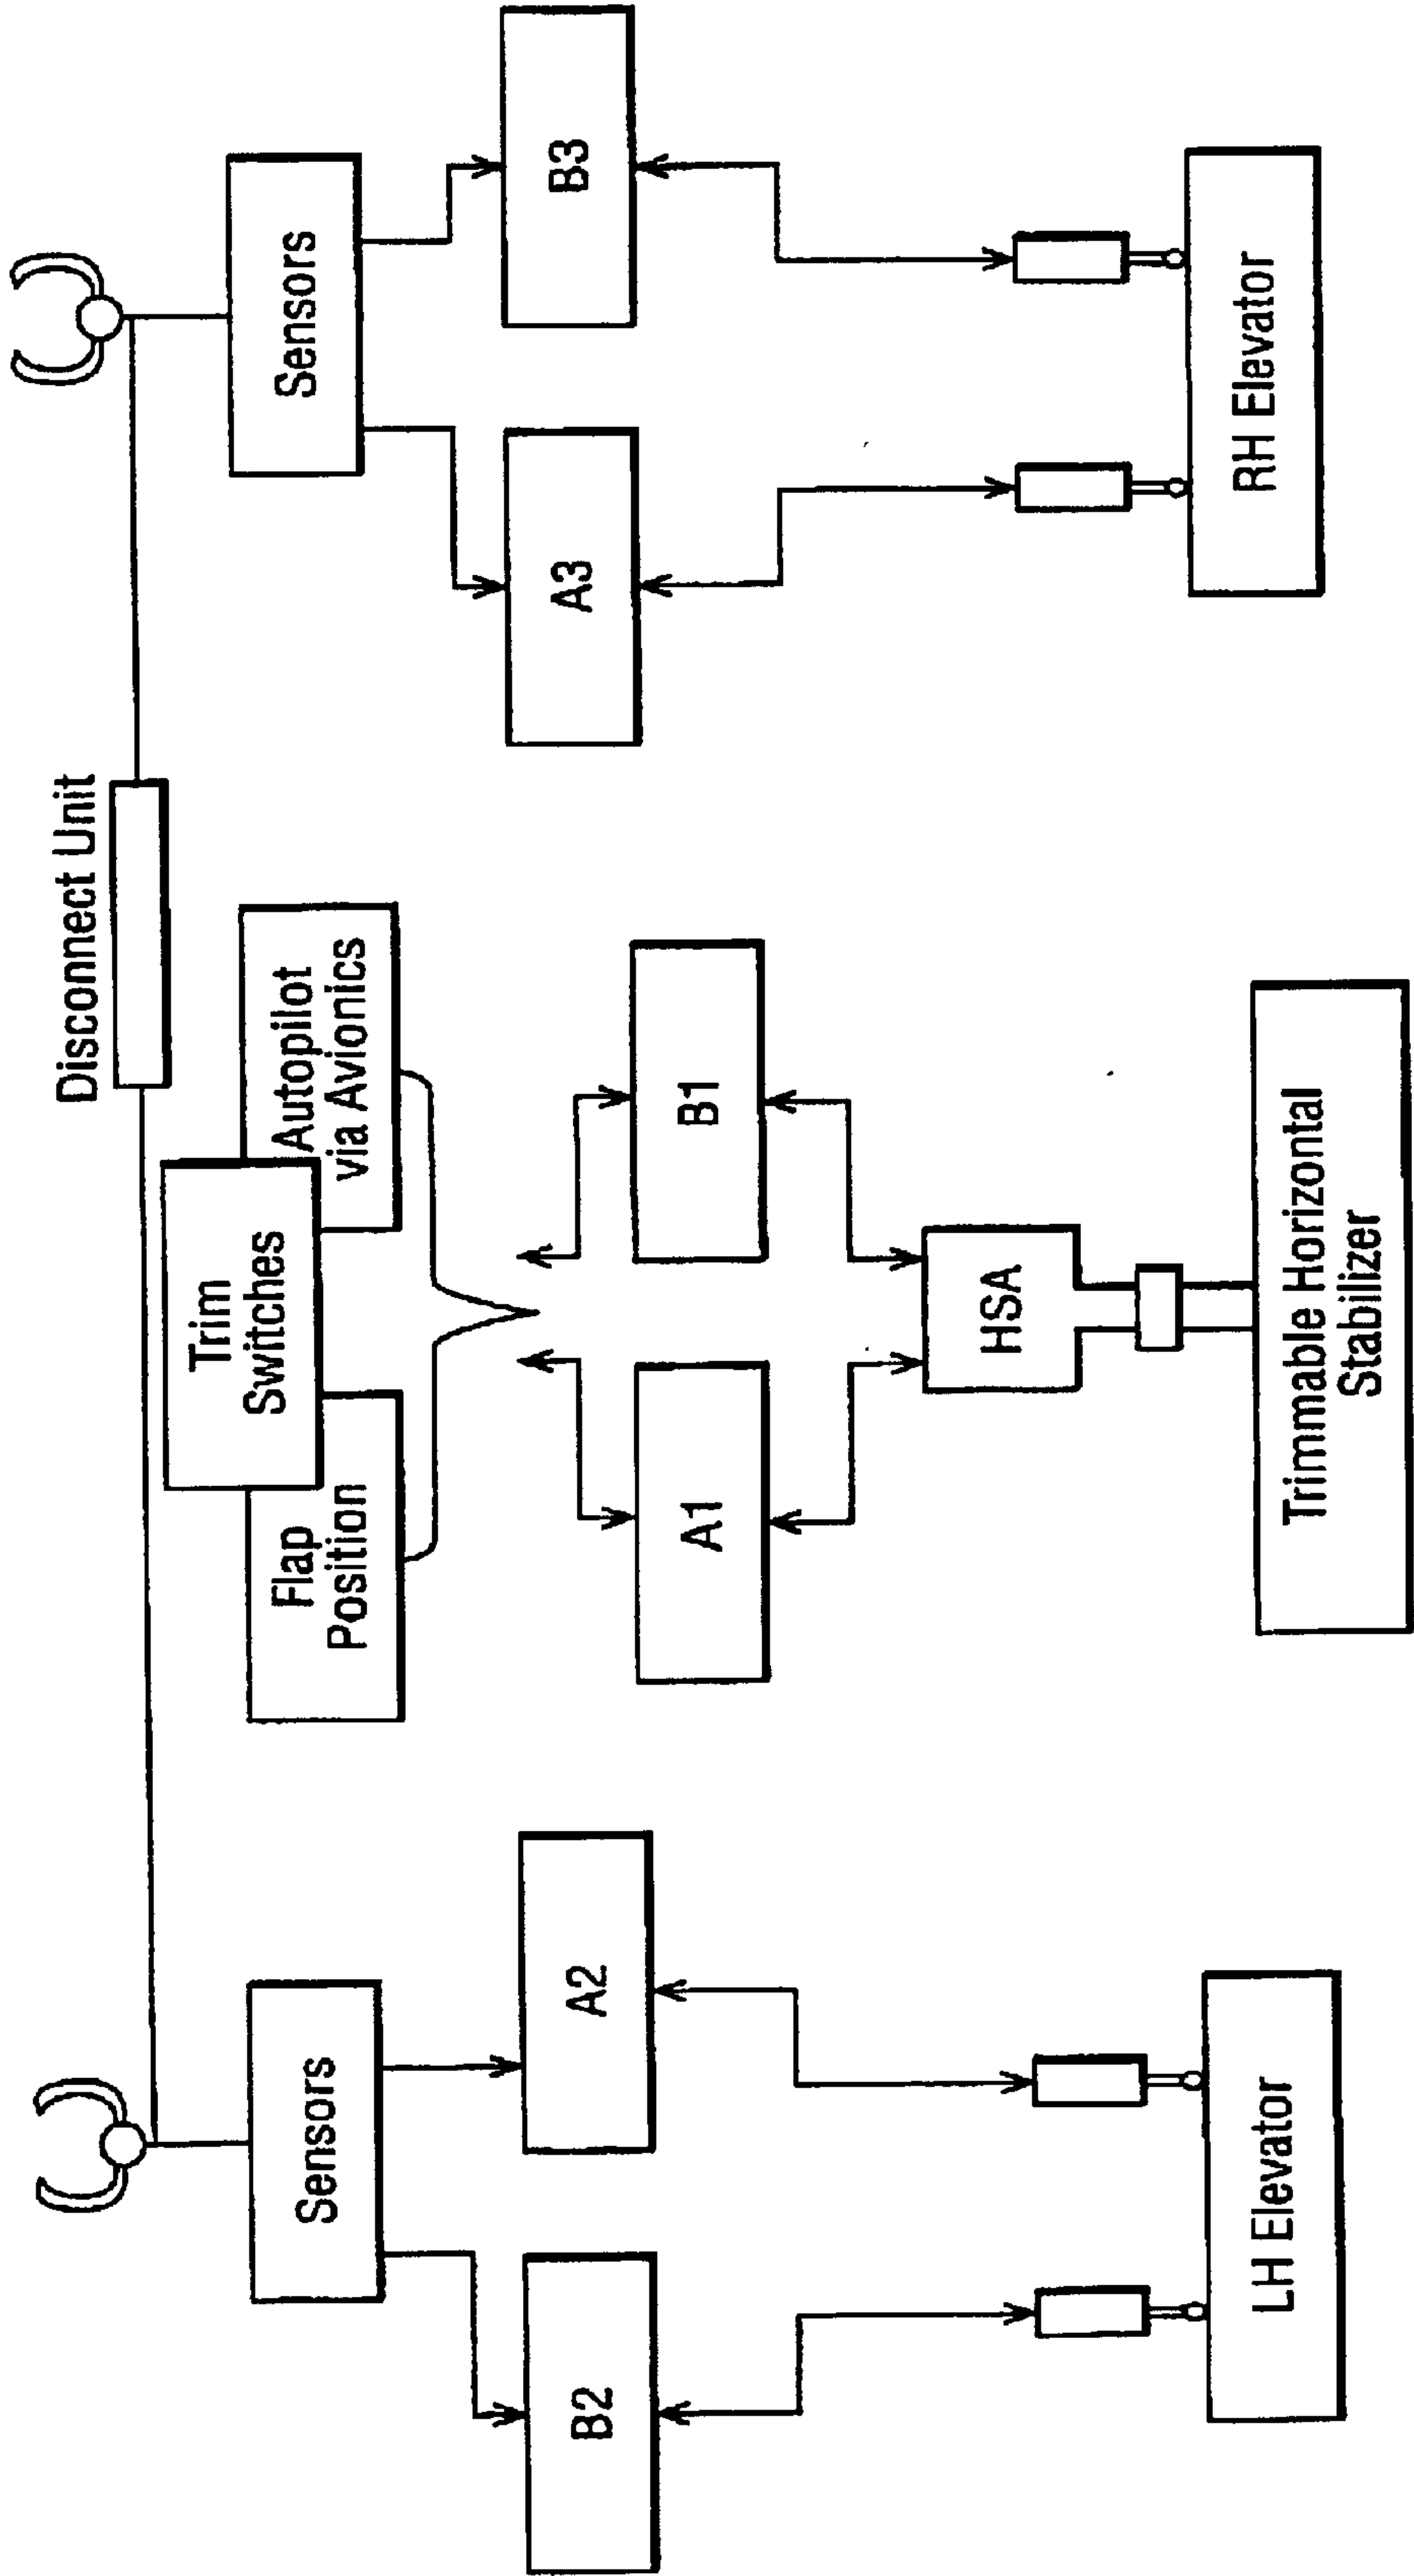 Disconnect Unit
Trim
Switches
Flap
Position
Autopilot
via Avionics
Sensors
Sensors
B2
A2
A1
B1
A3
B3
HSA
LH Elevator
Trimmable Horizontal
Stabilizer
RH Elevator